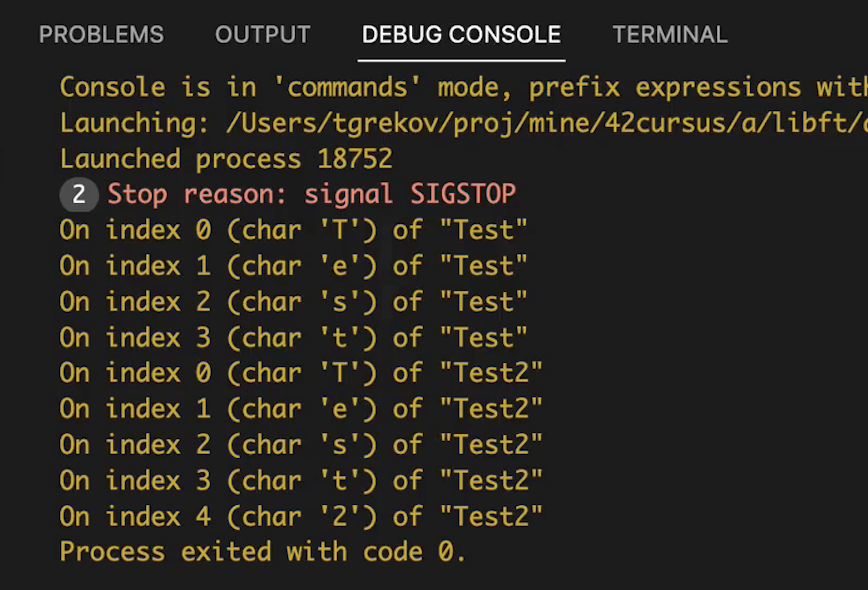 PROBLEMS OUTPUT DEBUG CONSOLE TERMINAL
Console is in 'commands' mode, prefix expressions
Launching: /Users/tgrekov/proj/mine/42cursus/a/libft/
Launched process 18752
2 Stop reason: signal SIGSTOP
On index 0 (char 'T') of "Test"
On index 1 (char 'e') of "Test"
On index 2 (char 's') of "Test"
On index 3 (char 't') of "Test"
On index 0 (char 'T') of "Test2"
On index 1 (char 'e') of "Test2"
On index 2 (char 's') of "Test2"
On index 3 (char 't') of "Test2"
On index 4 (char '2') of "Test2"
Process exited with code 0.